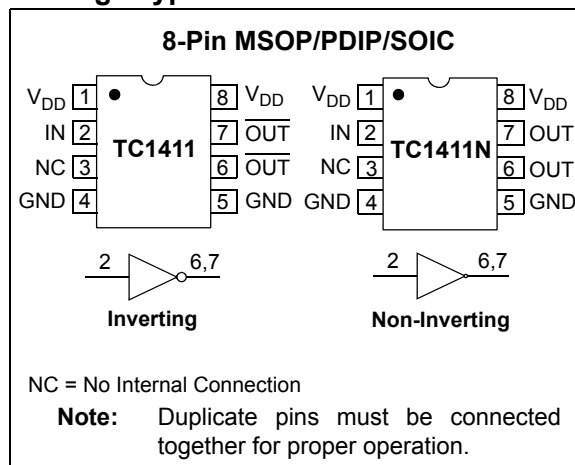 8-Pin MSOP/PDIP/SOIC
VDD 1 8 VDD
IN 2 7 OUT
NC 3 6 OUT
GND 4 5 GND
TC1411
VDD 1 8 VDD
IN 2 7 OUT
NC 3 6 OUT
GND 4 5 GND
TC1411N
2 6,7
Inverting
2 6,7
Non-Inverting
NC = No Internal Connection
Note: Duplicate pins must be connected
together for proper operation.